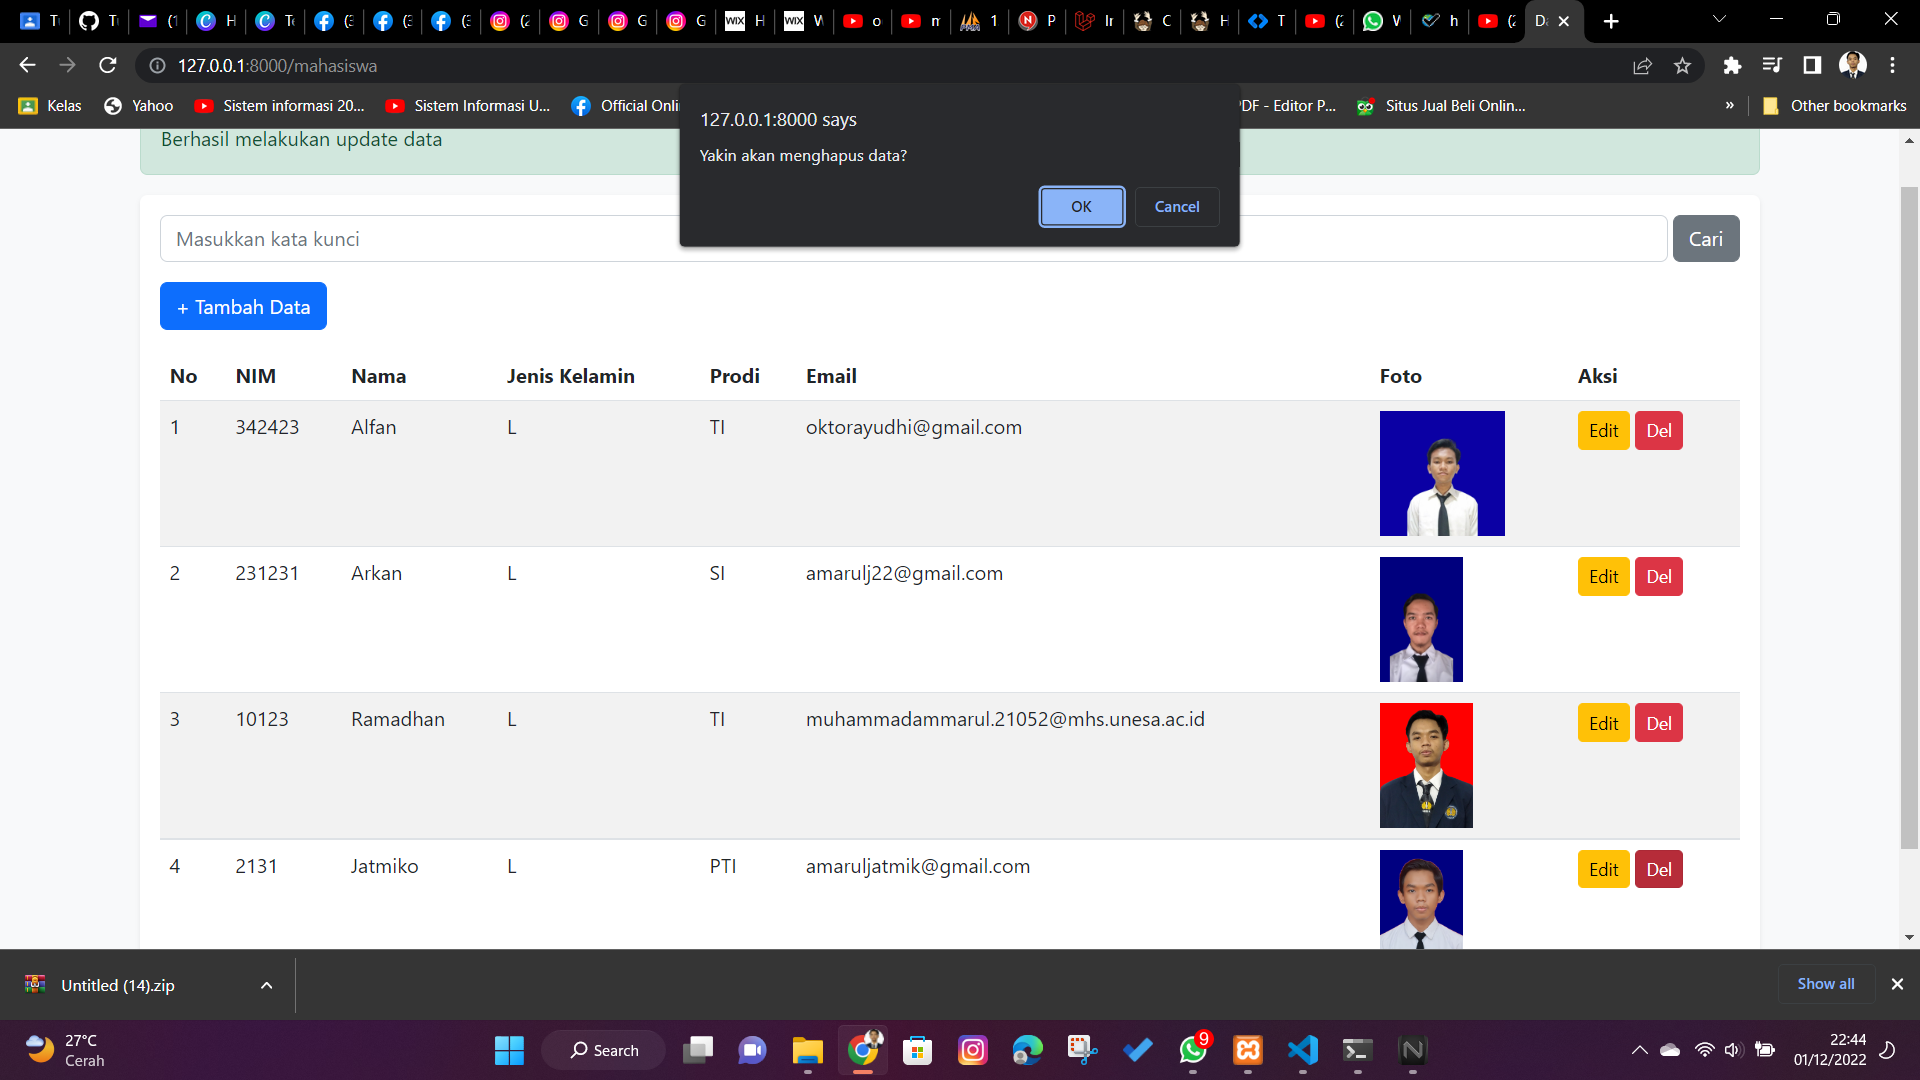 127.0.0.1:8000/mahasiswa
Kelas
Yahoo
Sistem informasi 20...
Sistem Informasi U...
Official Onli
PDF - Editor P...
Situs Jual Beli Onlin...
»
Other bookmarks
127.0.0.1:8000 says
Yakin akan menghapus data?
OK
Cancel
Berhasil melakukan update data
Masukkan kata kunci
Cari
+ Tambah Data
No NIM Nama Jenis Kelamin Prodi Email Foto Aksi
1 342423 Alfan L TI oktorayudhi@gmail.com Edit Del
2 231231 Arkan L SI amarulj22@gmail.com Edit Del
3 10123 Ramadhan L TI muhammadammarul.21052@mhs.unesa.ac.id Edit Del
4 2131 Jatmiko L PTI amaruljatmik@gmail.com Edit Del
Untitled (14).zip
Show all
27°C
Cerah
Search
9
22:44
01/12/2022